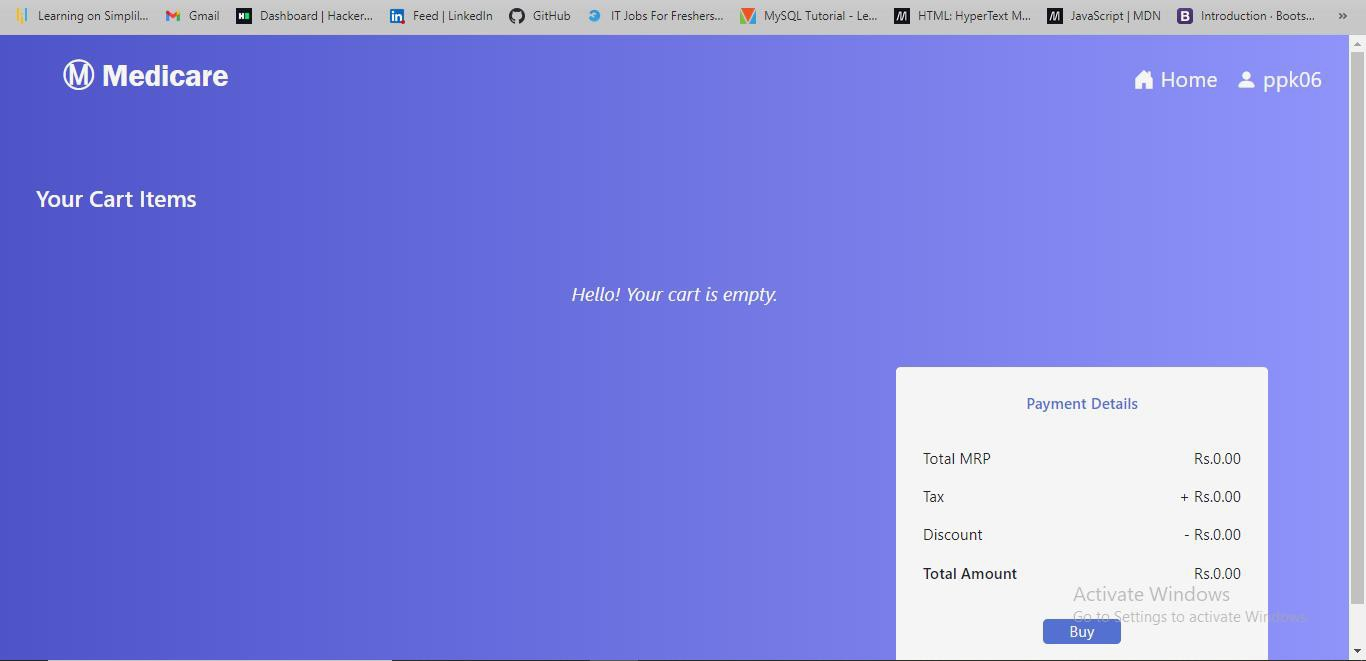 Learning on Simplil... Gmail Dashboard | Hacker... Feed | LinkedIn GitHub IT Jobs For Freshers... MySQL Tutorial - Le... HTML: HyperText M... JavaScript | MDN Introduction · Boots... »
Medicare Home ppk06
Your Cart Items
Hello! Your cart is empty.
Payment Details
Total MRP Rs.0.00
Tax + Rs.0.00
Discount - Rs.0.00
Total Amount Rs.0.00
Activate Windows
Go to Settings to activate Windows.
Buy